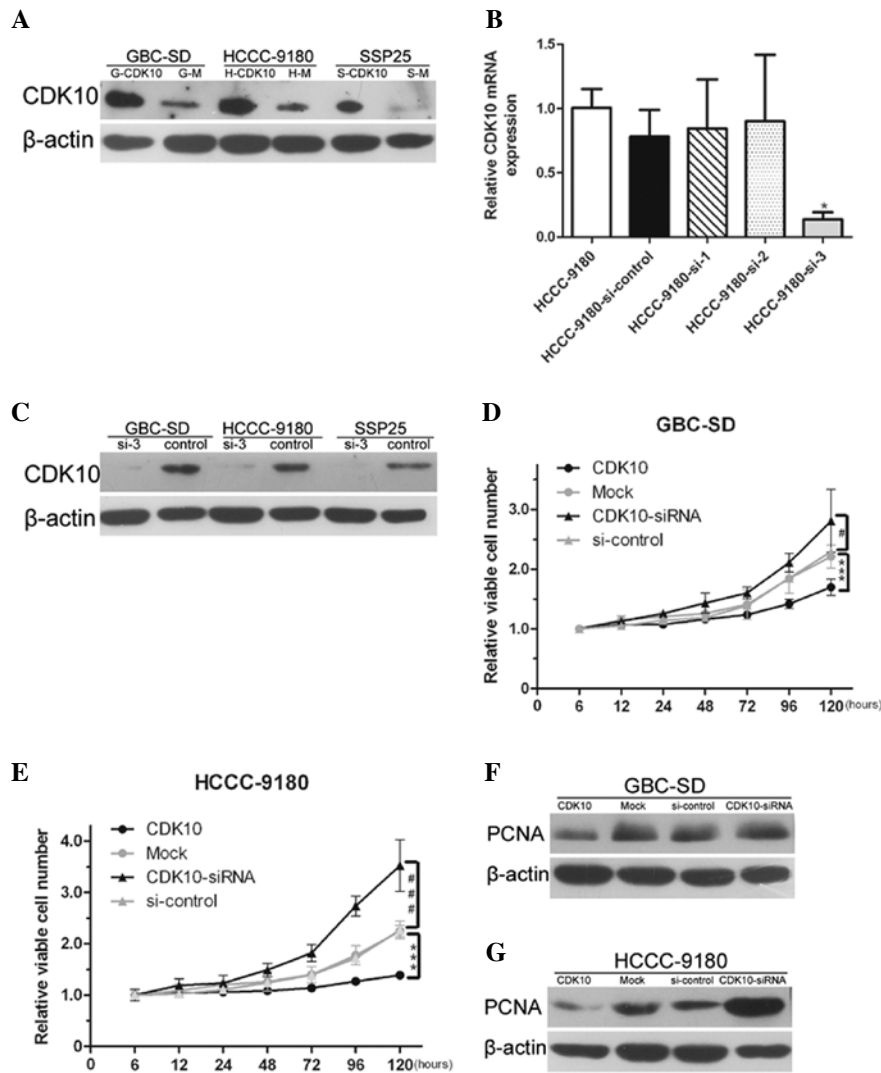 A
GBC-SD HCCC-9180 SSP25
G-CDK10 G-M H-CDK10 H-M S-CDK10 S-M
CDK10
β-actin
B
Relative CDK10 mRNA
expression
1.5
1.0
0.5
0.0
*
HCCC-9180
HCCC-9180-si-control
HCCC-9180-si-1
HCCC-9180-si-2
HCCC-9180-si-3
C
GBC-SD HCCC-9180 SSP25
si-3 control si-3 control si-3 control
CDK10
β-actin
D
GBC-SD
CDK10
Mock
CDK10-siRNA
si-control
Relative viable cell number
3.0
2.0
1.0
0
#
***
0 6 12 24 48 72 96 120 (hours)
E
HCCC-9180
CDK10
Mock
CDK10-siRNA
si-control
Relative viable cell number
4.0
3.0
2.0
1.0
0
###
***
0 6 12 24 48 72 96 120 (hours)
F
GBC-SD
CDK10 Mock si-control CDK10-siRNA
PCNA
β-actin
G
HCCC-9180
CDK10 Mock si-control CDK10-siRNA
PCNA
β-actin